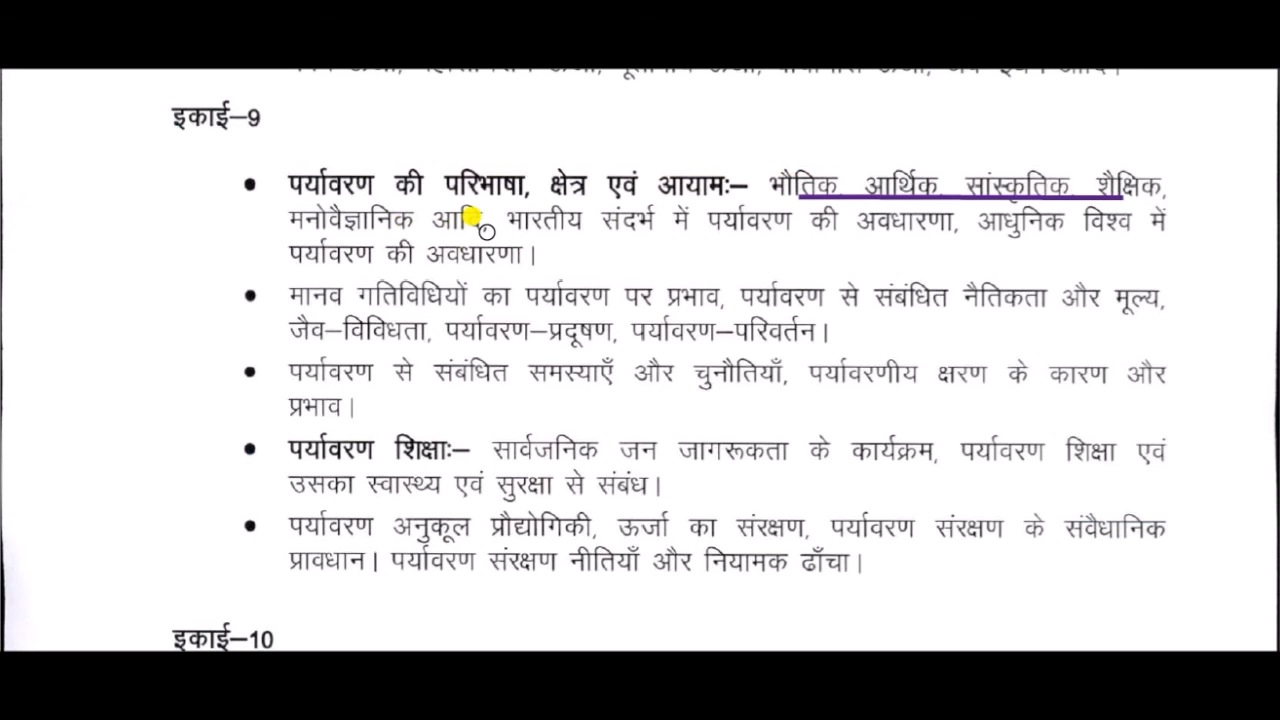 इकाई–9
पर्यावरण की परिभाषा, क्षेत्र एवं आयामः– भौतिक, आर्थिक, सांस्कृतिक, शैक्षिक,
मनोवैज्ञानिक आदि, भारतीय संदर्भ में पर्यावरण की अवधारणा, आधुनिक विश्व में
पर्यावरण की अवधारणा।
मानव गतिविधियों का पर्यावरण पर प्रभाव, पर्यावरण से संबंधित नैतिकता और मूल्य,
जैव–विविधता, पर्यावरण–प्रदूषण, पर्यावरण–परिवर्तन।
पर्यावरण से संबंधित समस्याएँ और चुनौतियाँ, पर्यावरणीय क्षरण के कारण और
प्रभाव।
पर्यावरण शिक्षाः– सार्वजनिक जन जागरूकता के कार्यक्रम, पर्यावरण शिक्षा एवं
उसका स्वास्थ्य एवं सुरक्षा से संबंध।
पर्यावरण अनुकूल प्रौद्योगिकी, ऊर्जा का संरक्षण, पर्यावरण संरक्षण के संवैधानिक
प्रावधान। पर्यावरण संरक्षण नीतियाँ और नियामक ढाँचा।
इकाई–10